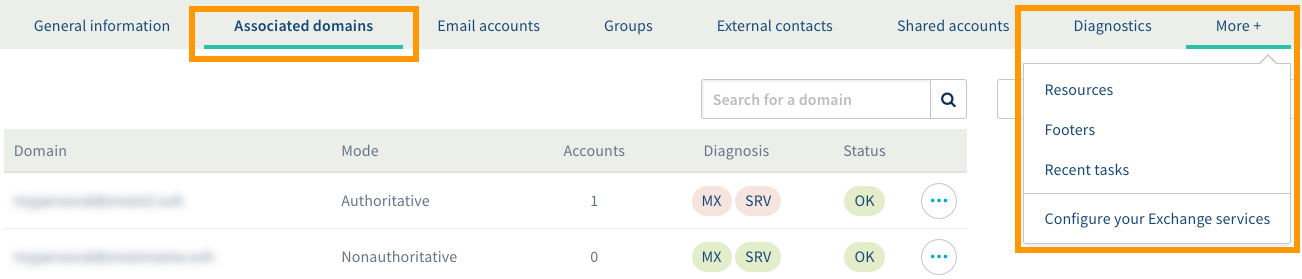 General information Associated domains Email accounts Groups External contacts Shared accounts Diagnostics More +
Search for a domain
Resources
Footers
Recent tasks
Configure your Exchange services
Domain Mode Accounts Diagnosis Status
Authoritative 1 MX SRV OK
Nonauthoritative 0 MX SRV OK